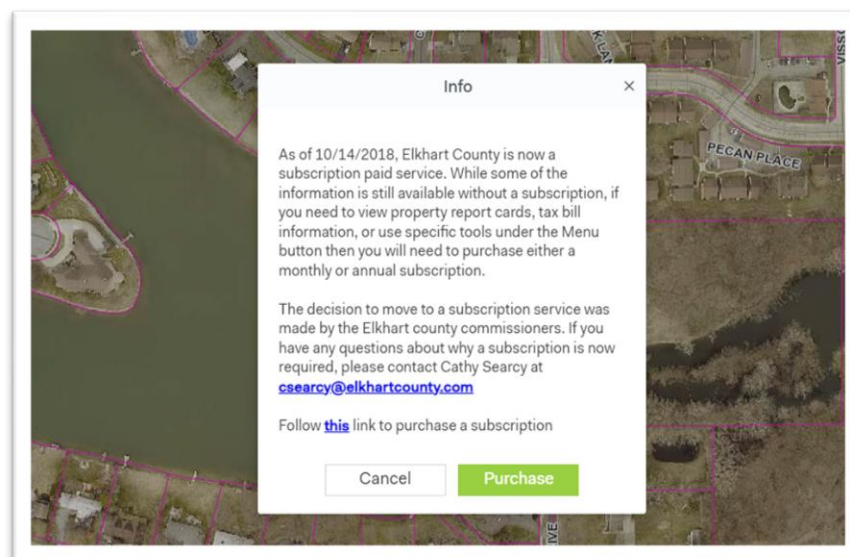 Info
As of 10/14/2018, Elkhart County is now a
subscription paid service. While some of the
information is still available without a subscription, if
you need to view property report cards, tax bill
information, or use specific tools under the Menu
button then you will need to purchase either a
monthly or annual subscription.
The decision to move to a subscription service was
made by the Elkhart county commissioners. If you
have any questions about why a subscription is now
required, please contact Cathy Searcy at
csearcy@elkhartcounty.com
Follow this link to purchase a subscription
Cancel
Purchase
PECAN PLACE